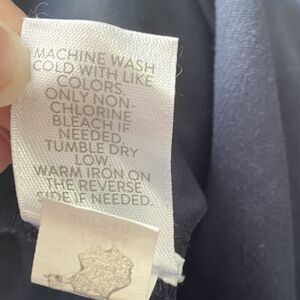 MACHINE WASH
COLD WITH LIKE
COLORS.
ONLY NON-
CHLORINE
BLEACH IF
NEEDED
TUMBLE DRY
LOW.
WARM IRON ON
THE REVERSE
SIDE IF NEEDED.